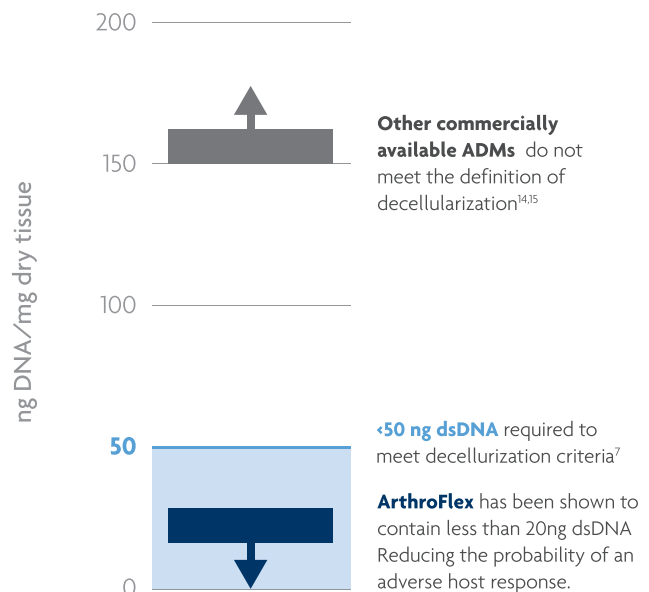 200
150
100
50
0
ng DNA/mg dry tissue
Other commercially
available ADMs do not
meet the definition of
decellularization14,15
<50 ng dsDNA required to
meet decellurization criteria7
ArthroFlex has been shown to
contain less than 20ng dsDNA
Reducing the probability of an
adverse host response.